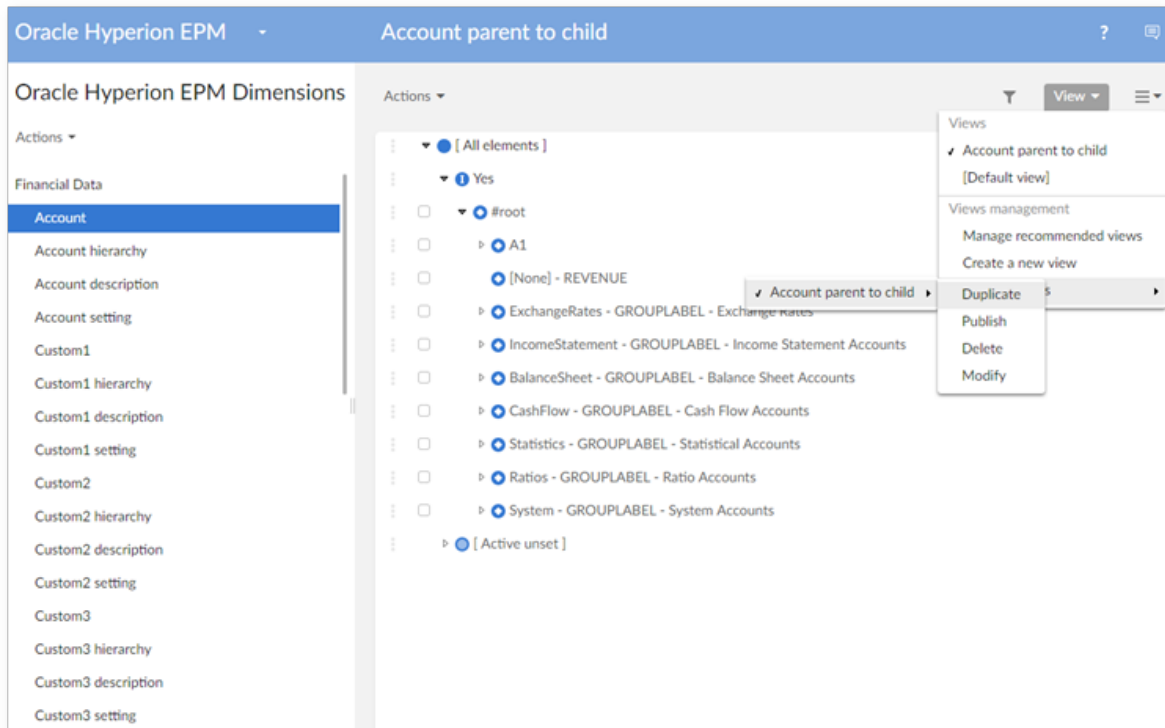 Oracle Hyperion EPM
Account parent to child
?
Oracle Hyperion EPM Dimensions
Actions
Financial Data
Account
Account hierarchy
Account description
Account setting
Custom1
Custom1 hierarchy
Custom1 description
Custom1 setting
Custom2
Custom2 hierarchy
Custom2 description
Custom2 setting
Custom3
Custom3 hierarchy
Custom3 description
Custom3 setting
Actions
View
[ All elements ]
Yes
#root
A1
[None] - REVENUE
ExchangeRates - GROUPLABEL - Exchange Rates
IncomeStatement - GROUPLABEL - Income Statement Accounts
BalanceSheet - GROUPLABEL - Balance Sheet Accounts
CashFlow - GROUPLABEL - Cash Flow Accounts
Statistics - GROUPLABEL - Statistical Accounts
Ratios - GROUPLABEL - Ratio Accounts
System - GROUPLABEL - System Accounts
[ Active unset ]
Views
Account parent to child
[Default view]
Views management
Manage recommended views
Create a new view
Account parent to child
Duplicate
Publish
Delete
Modify